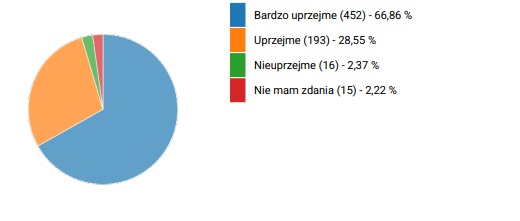 Bardzo uprzejme (452) - 66,86 %
Uprzejme (193) - 28,55 %
Nieuprzejme (16) - 2,37 %
Nie mam zdania (15) - 2,22 %